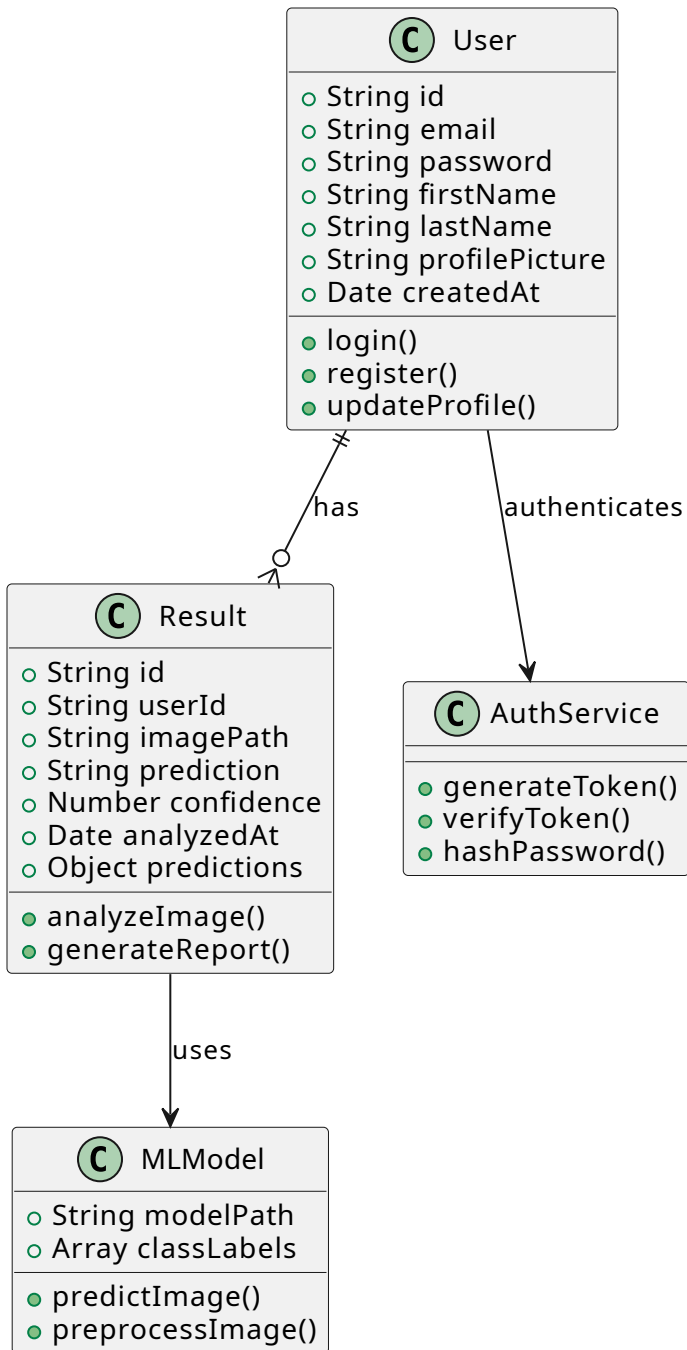 C User
String id
String email
String password
String firstName
String lastName
String profilePicture
Date createdAt
login()
register()
updateProfile()
has
authenticates
C Result
String id
String userId
String imagePath
String prediction
Number confidence
Date analyzedAt
Object predictions
analyzeImage()
generateReport()
C AuthService
generateToken()
verifyToken()
hashPassword()
uses
C MLModel
String modelPath
Array classLabels
predictImage()
preprocessImage()